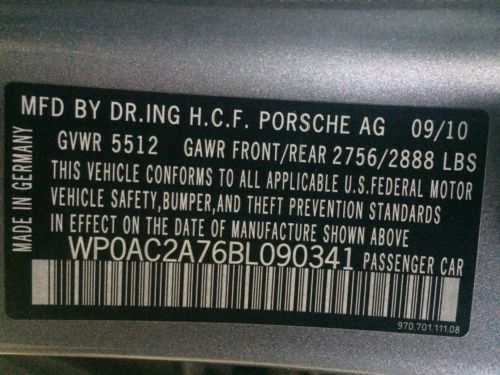 MFD BY DR.ING H.C.F. PORSCHE AG 09/10
GVWR 5512 GAWR FRONT/REAR 2756/2888 LBS
THIS VEHICLE CONFORMS TO ALL APPLICABLE U.S.FEDERAL MOTOR
VEHICLE SAFETY,BUMPER,AND THEFT PREVENTION STANDARDS
IN EFFECT ON THE DATE OF MANUFACTURE SHOWN ABOVE
WP0AC2A76BL090341 PASSENGER CAR
MADE IN GERMANY
970.701.111.08